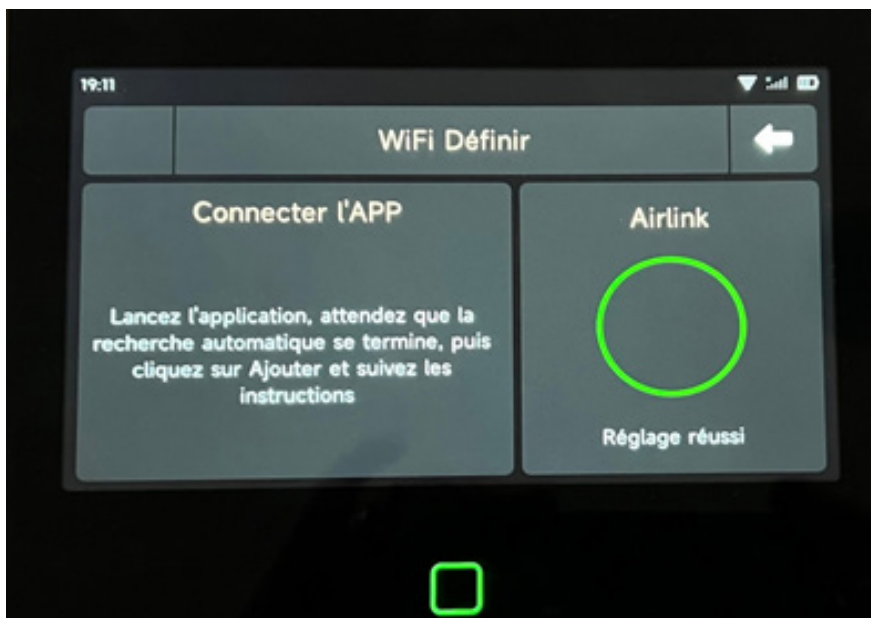 19:11
WiFi Définir
Connecter l'APP
Lancez l'application, attendez que la
recherche automatique se termine, puis
cliquez sur Ajouter et suivez les
instructions
Airlink
Réglage réussi